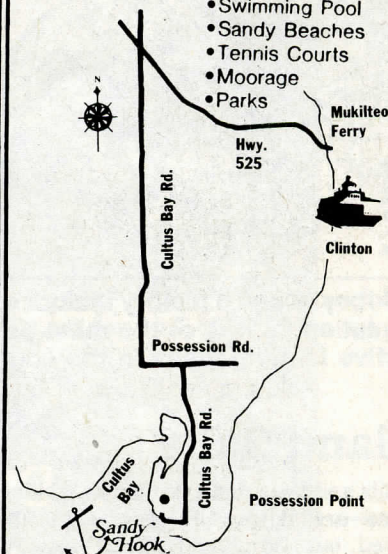 •Swimming Pool
•Sandy Beaches
•Tennis Courts
•Moorage
•Parks
N
Mukilteo
Ferry
Hwy.
525
Cultus Bay Rd.
Clinton
Possession Rd.
Cultus Bay Rd.
Cultus
Bay
Possession Point
Sandy
Hook